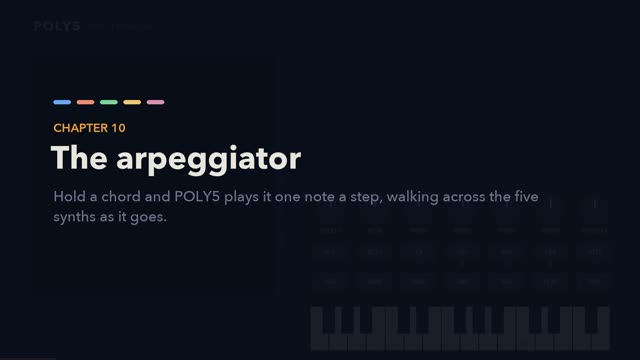 POLY5
CHAPTER 10
The arpeggiator
Hold a chord and POLY5 plays it one note a step, walking across the five
synths as it goes.